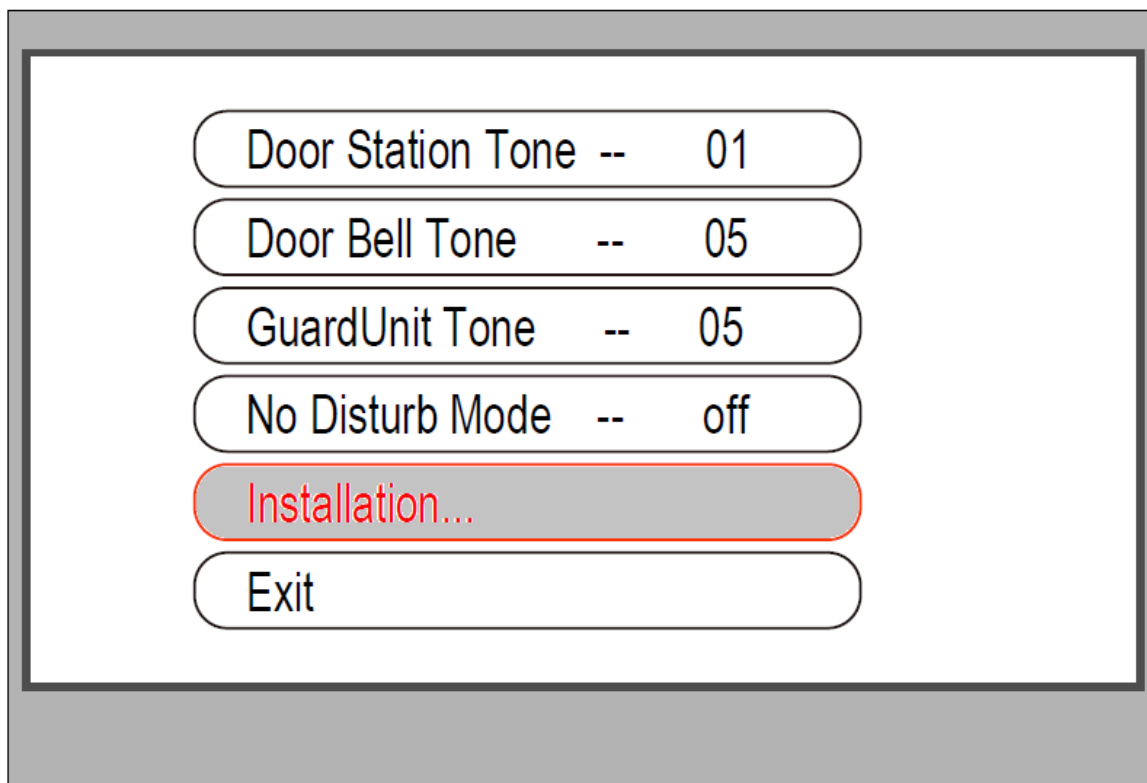 Door Station Tone -- 01
Door Bell Tone -- 05
GuardUnit Tone -- 05
No Disturb Mode -- off
Installation...
Exit